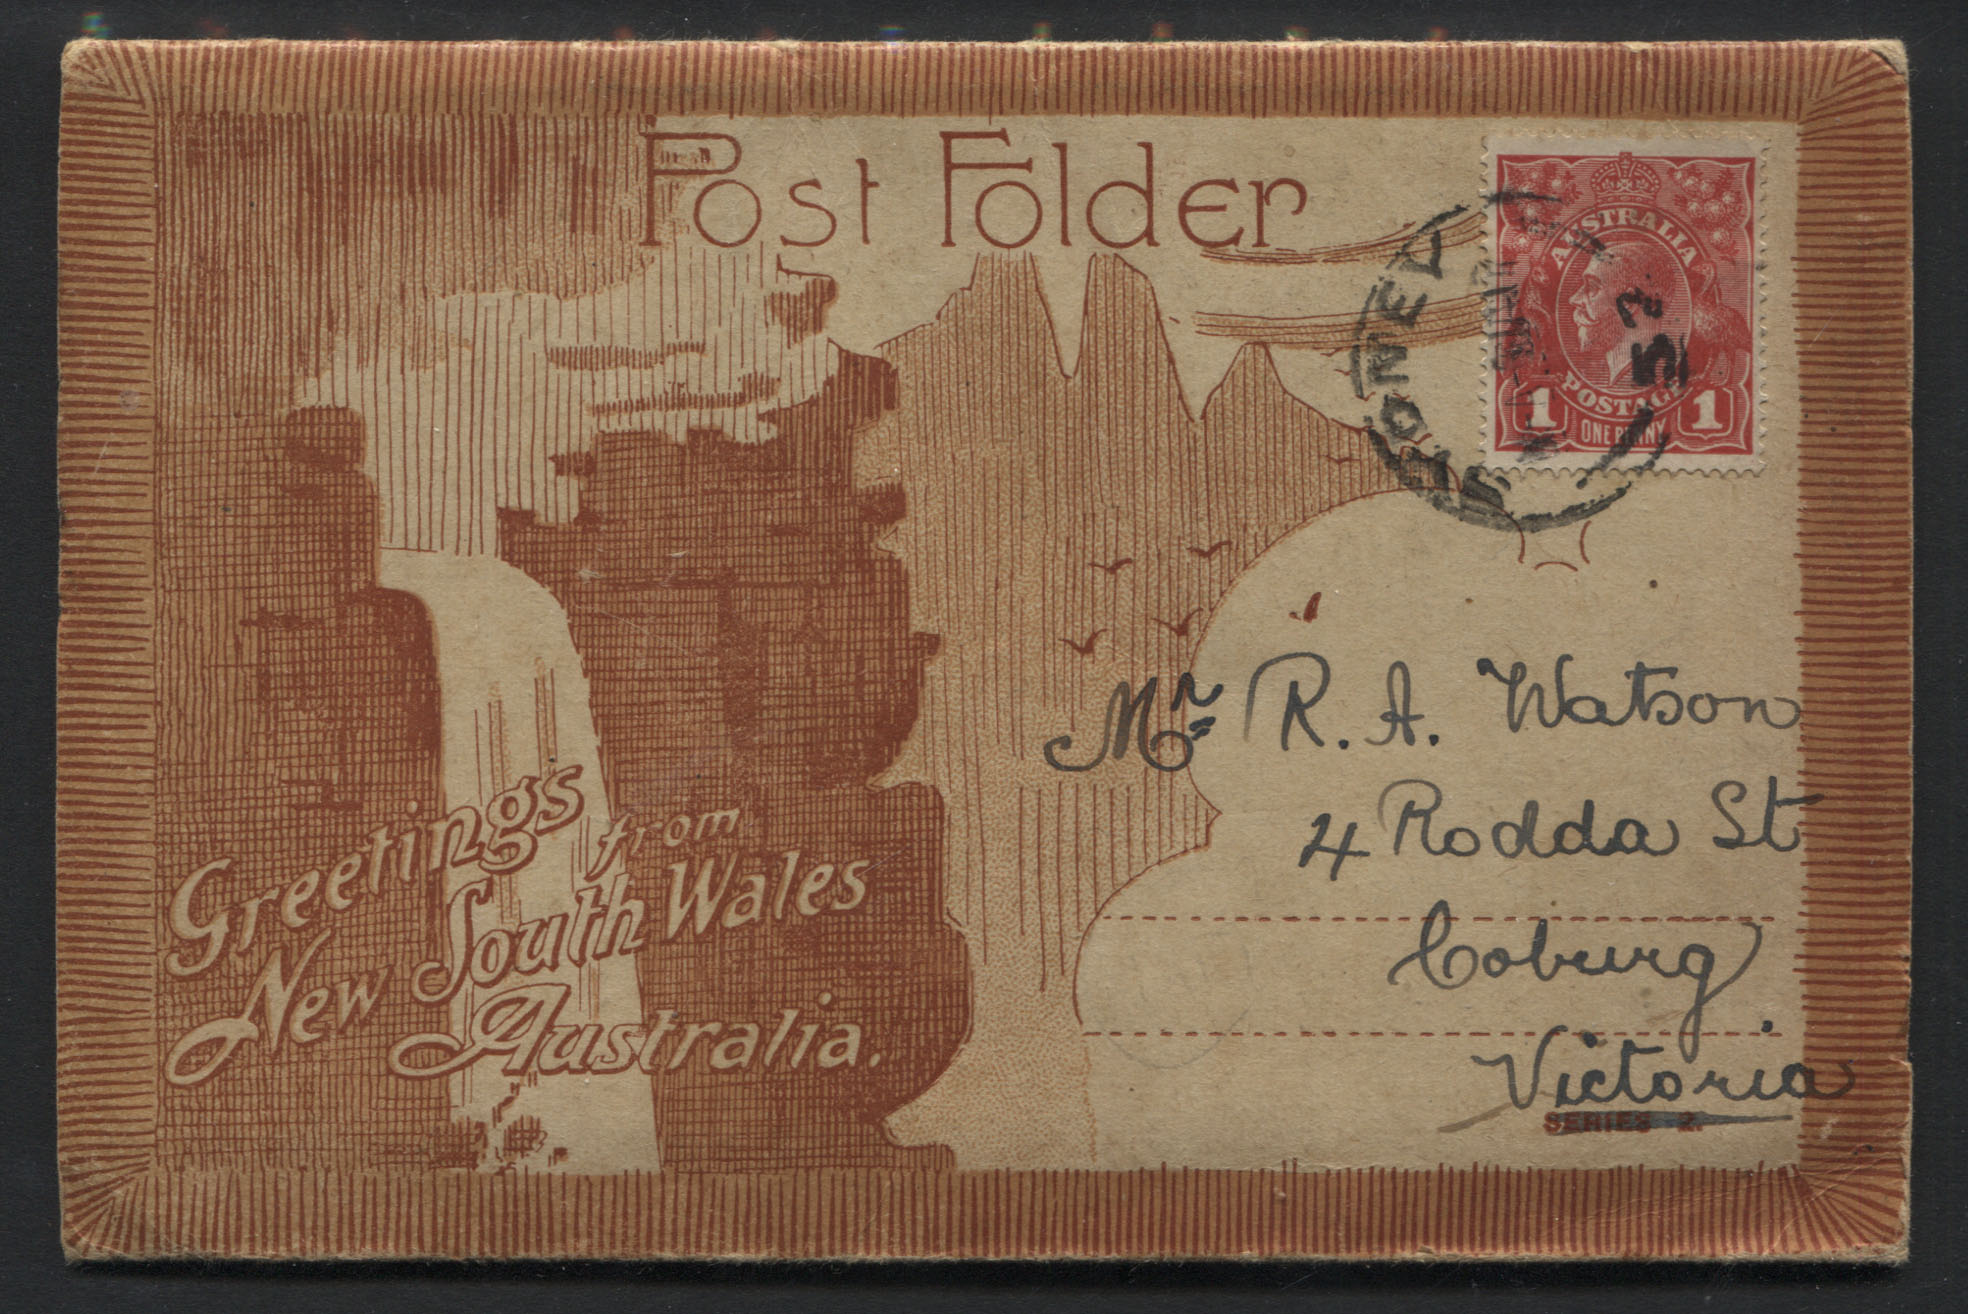 Post Folder
AUSTRALIA
POSTAGE
1 1
ONE PENNY
Greetings from
New South Wales
Australia.
Mr R. A. Watson
4 Rodda St
Coburg
Victoria
SERIES 2.